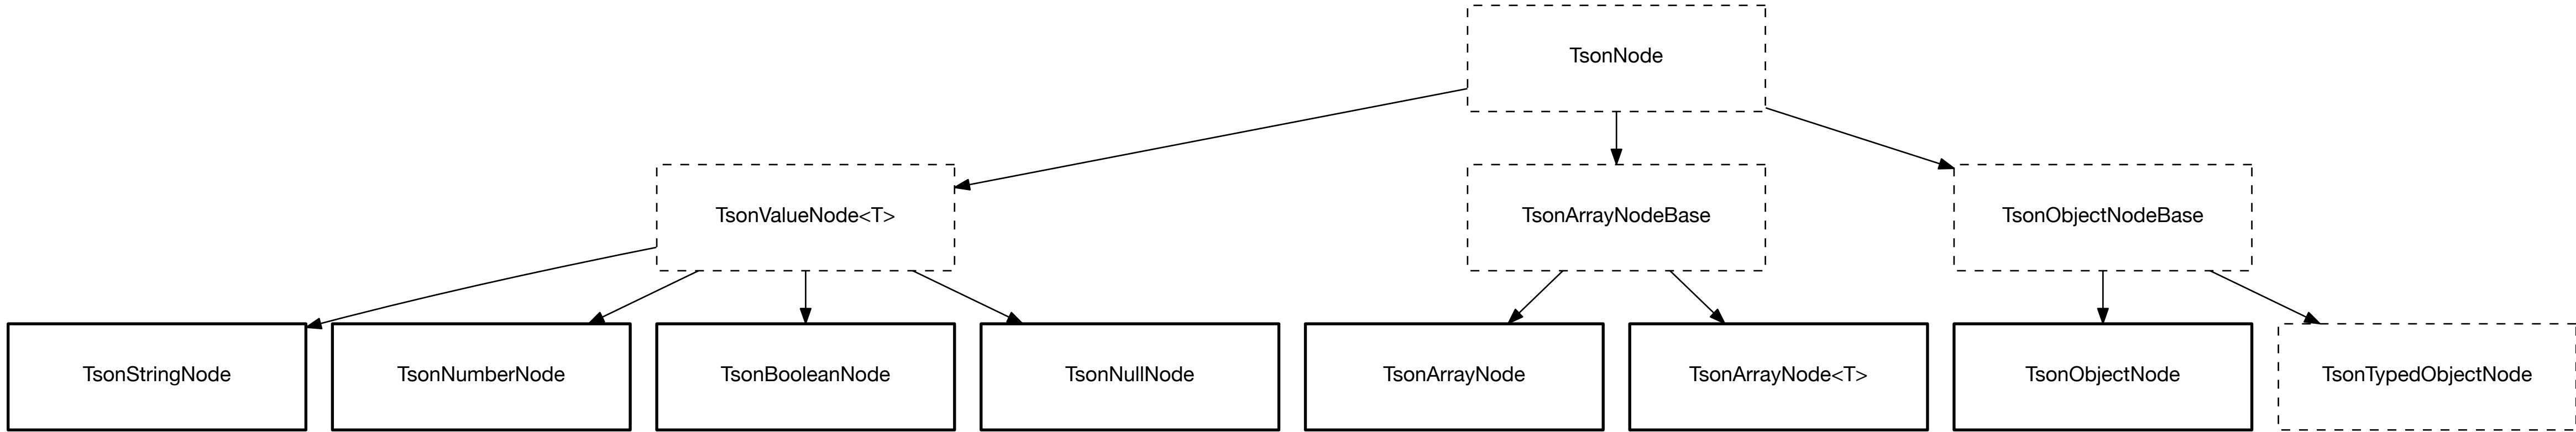 TsonNode
TsonValueNode<T>
TsonArrayNodeBase
TsonObjectNodeBase
TsonStringNode
TsonNumberNode
TsonBooleanNode
TsonNullNode
TsonArrayNode
TsonArrayNode<T>
TsonObjectNode
TsonTypedObjectNode